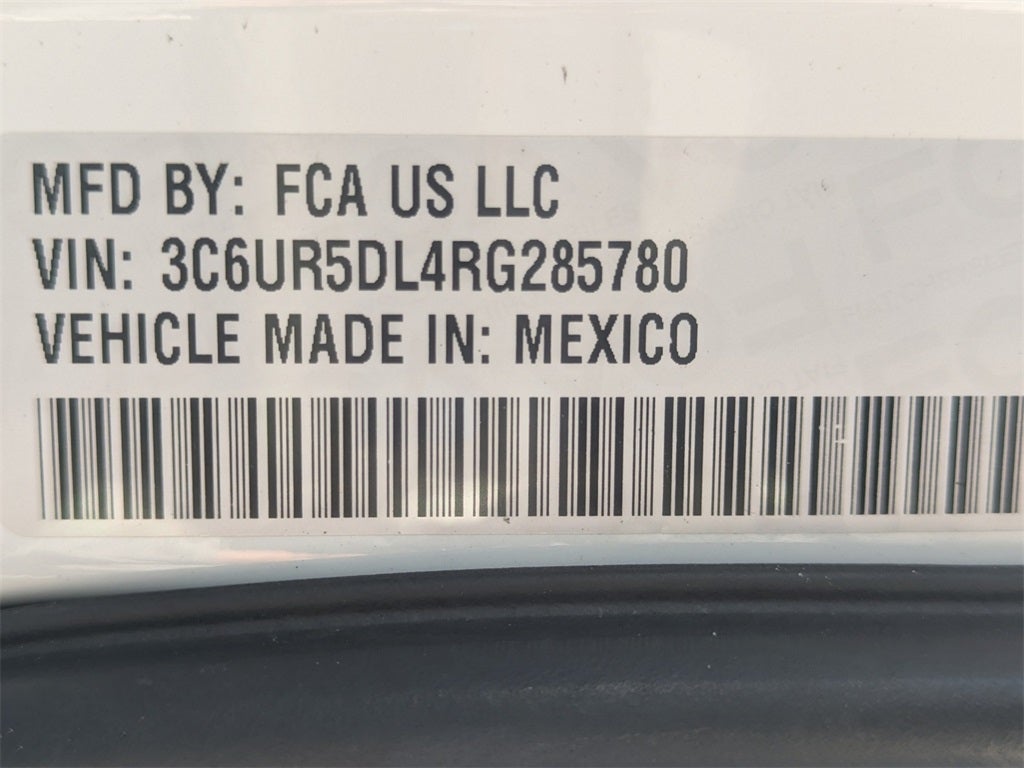 MFD BY: FCA US LLC
VIN: 3C6UR5DL4RG285780
VEHICLE MADE IN: MEXICO